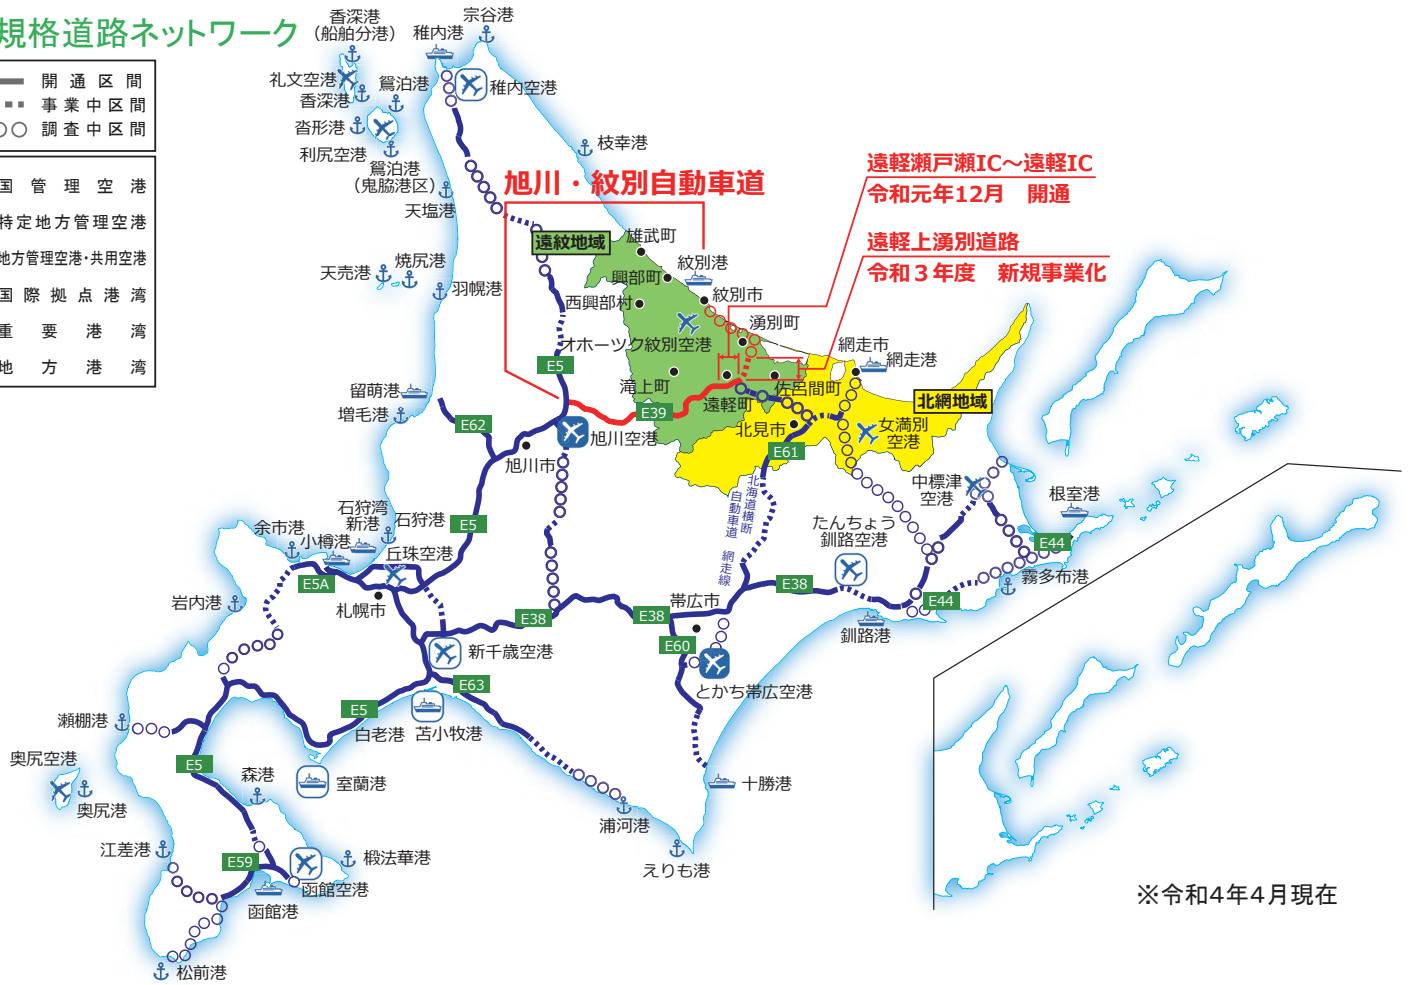 規格道路ネットワーク
開通区間
事業中区間
調査中区間
国管理空港
特定地方管理空港
地方管理空港・共用空港
国際拠点港湾
重要港湾
地方港湾
香深港
（船舶分港）
宗谷港
稚内港
礼文空港
香深港
鴛泊港
稚内空港
沓形港
利尻空港
鴛泊港
（鬼脇港区）
枝幸港
天塩港
旭川・紋別自動車道
遠軽瀬戸瀬IC～遠軽IC
令和元年12月　開通
遠軽上湧別道路
令和３年度　新規事業化
遠紋地域
雄武町
興部町
紋別港
西興部村
紋別市
湧別町
オホーツク紋別空港
滝上町
遠軽町
佐呂間町
網走市
網走港
天売港
焼尻港
羽幌港
E5
留萌港
増毛港
E62
E39
旭川空港
旭川市
北見市
北網地域
女満別
空港
E61
北海道横断
自動車道　網走線
中標津
空港
根室港
石狩湾
新港
石狩港
余市港
小樽港
丘珠空港
E5
たんちょう
釧路空港
E44
霧多布港
E5A
札幌市
岩内港
E38
E38
帯広市
E38
E44
釧路港
E60
新千歳空港
とかち帯広空港
E63
E5
白老港
苫小牧港
瀬棚港
奥尻空港
奥尻港
E5
森港
室蘭港
十勝港
浦河港
えりも港
江差港
E59
椴法華港
函館空港
函館港
松前港
※令和4年4月現在